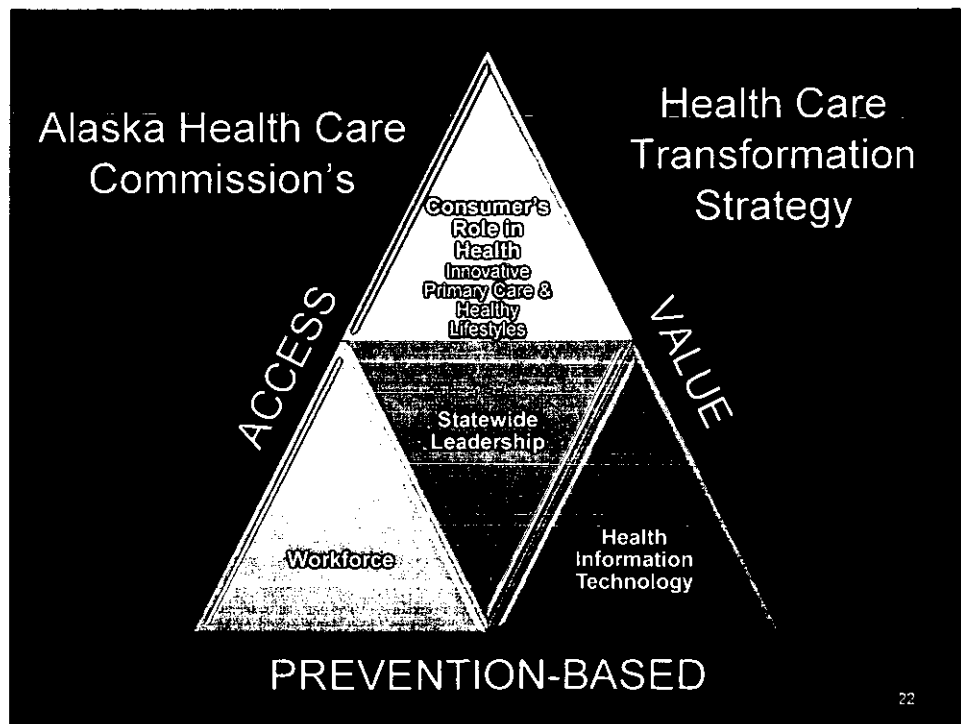 Alaska Health Care
Commission's
Health Care
Transformation
Strategy
Consumer's
Role in
Health
Innovative
Primary Care &
Healthy
Lifestyles
ACCESS
VALUE
Statewide
Leadership
Workforce
Health
Information
Technology
PREVENTION-BASED
22